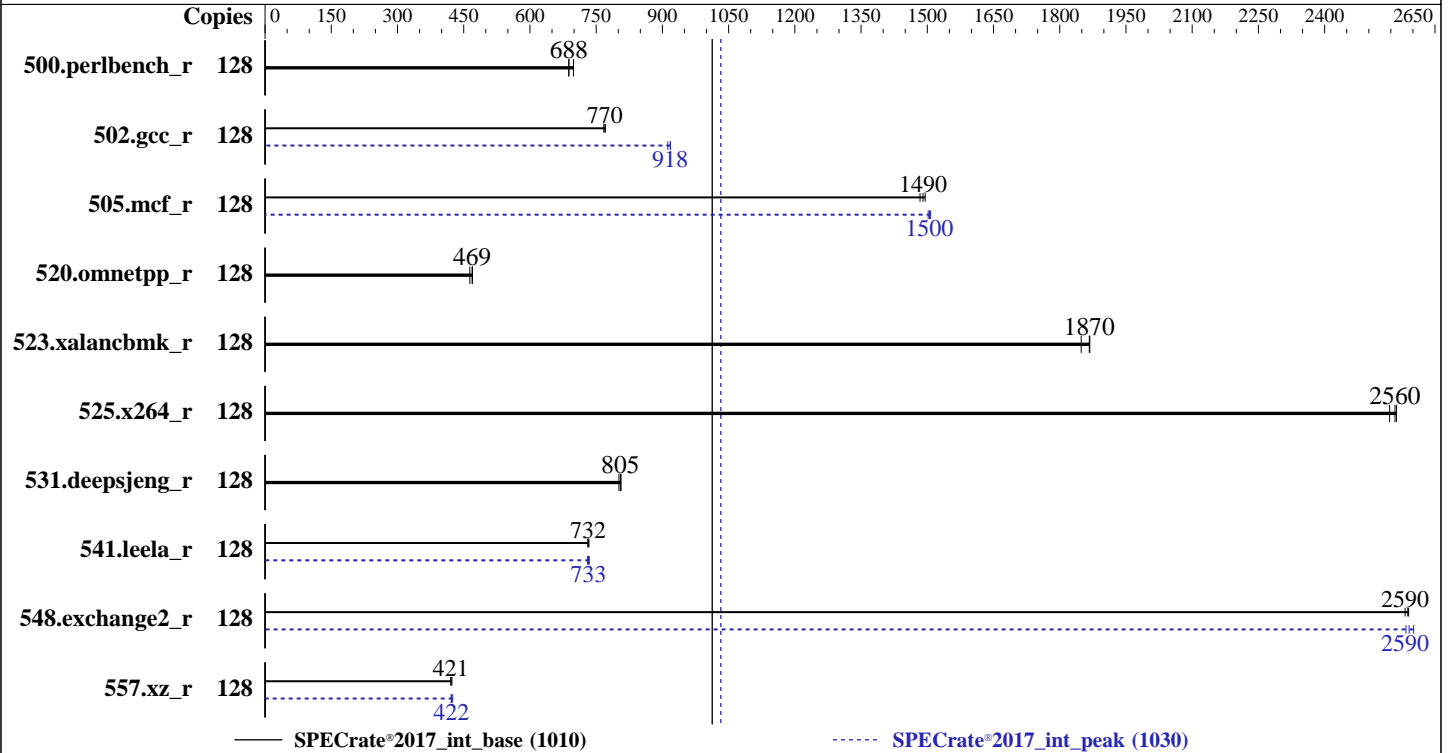 Copies 0 150 300 450 600 750 900 1050 1200 1350 1500 1650 1800 1950 2100 2250 2400 2650
500.perlbench_r 128 688
502.gcc_r 128 770
918
505.mcf_r 128 1490
1500
520.omnetpp_r 128 469
523.xalancbmk_r 128 1870
525.x264_r 128 2560
531.deepsjeng_r 128 805
541.leela_r 128 732
733
548.exchange2_r 128 2590
2590
557.xz_r 128 421
422
SPECrate®2017_int_base (1010) SPECrate®2017_int_peak (1030)